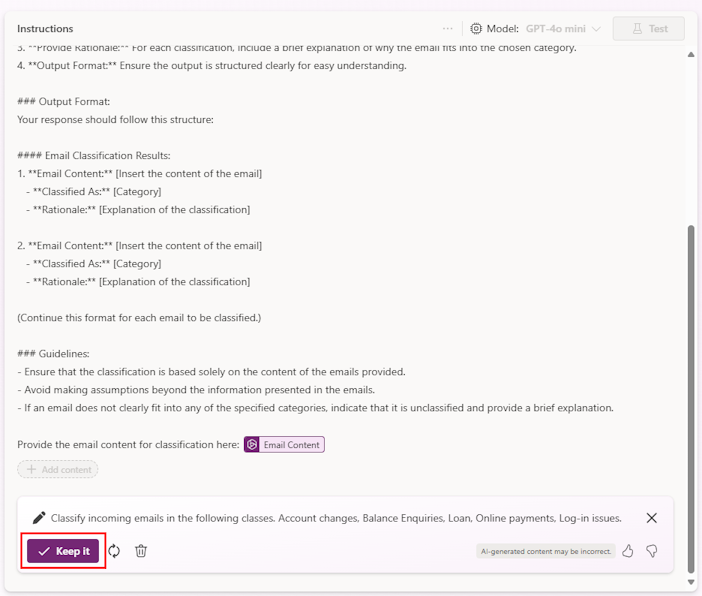 Instructions
Model: GPT-4o mini
Test
3. **Provide Rationale:** For each classification, include a brief explanation of why the email fits into the chosen category.
4. **Output Format:** Ensure the output is structured clearly for easy understanding.
### Output Format:
Your response should follow this structure:
#### Email Classification Results:
1. **Email Content:** [Insert the content of the email]
- **Classified As:** [Category]
- **Rationale:** [Explanation of the classification]
2. **Email Content:** [Insert the content of the email]
- **Classified As:** [Category]
- **Rationale:** [Explanation of the classification]
(Continue this format for each email to be classified.)
### Guidelines:
- Ensure that the classification is based solely on the content of the emails provided.
- Avoid making assumptions beyond the information presented in the emails.
- If an email does not clearly fit into any of the specified categories, indicate that it is unclassified and provide a brief explanation.
Provide the email content for classification here: Email Content
Add content
Classify incoming emails in the following classes. Account changes, Balance Enquiries, Loan, Online payments, Log-in issues.
Keep it
AI-generated content may be incorrect.